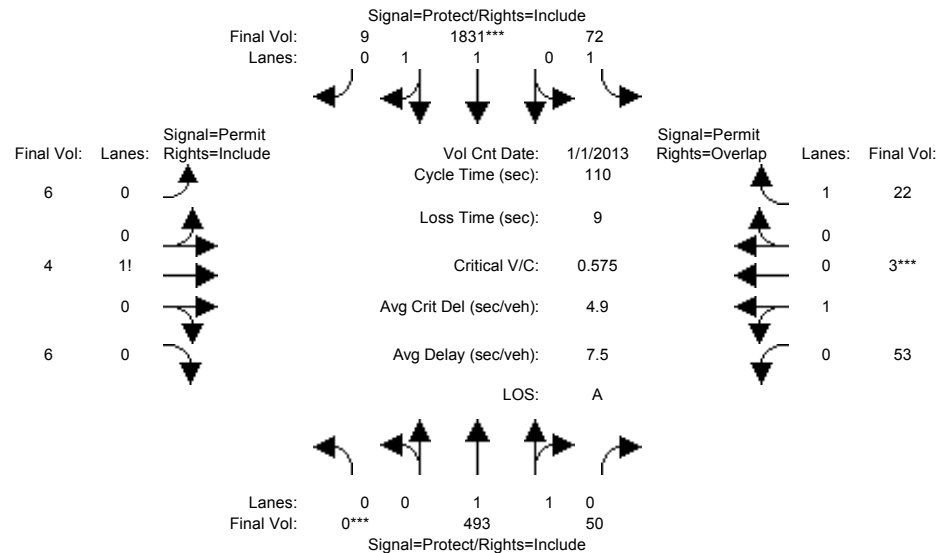 Signal=Protect/Rights=Include
Final Vol: 9 1831*** 72
Lanes: 0 1 1 0 1
Signal=Permit
Final Vol: Lanes: Rights=Include
Vol Cnt Date: 1/1/2013
Signal=Permit
Rights=Overlap Lanes: Final Vol:
Cycle Time (sec): 110
6 0
1 22
Loss Time (sec): 9
0
0
4 1!
Critical V/C: 0.575
0 3***
0
Avg Crit Del (sec/veh): 4.9
1
6 0
Avg Delay (sec/veh): 7.5
0 53
LOS: A
Lanes: 0 0 1 1 0
Final Vol: 0*** 493 50
Signal=Protect/Rights=Include